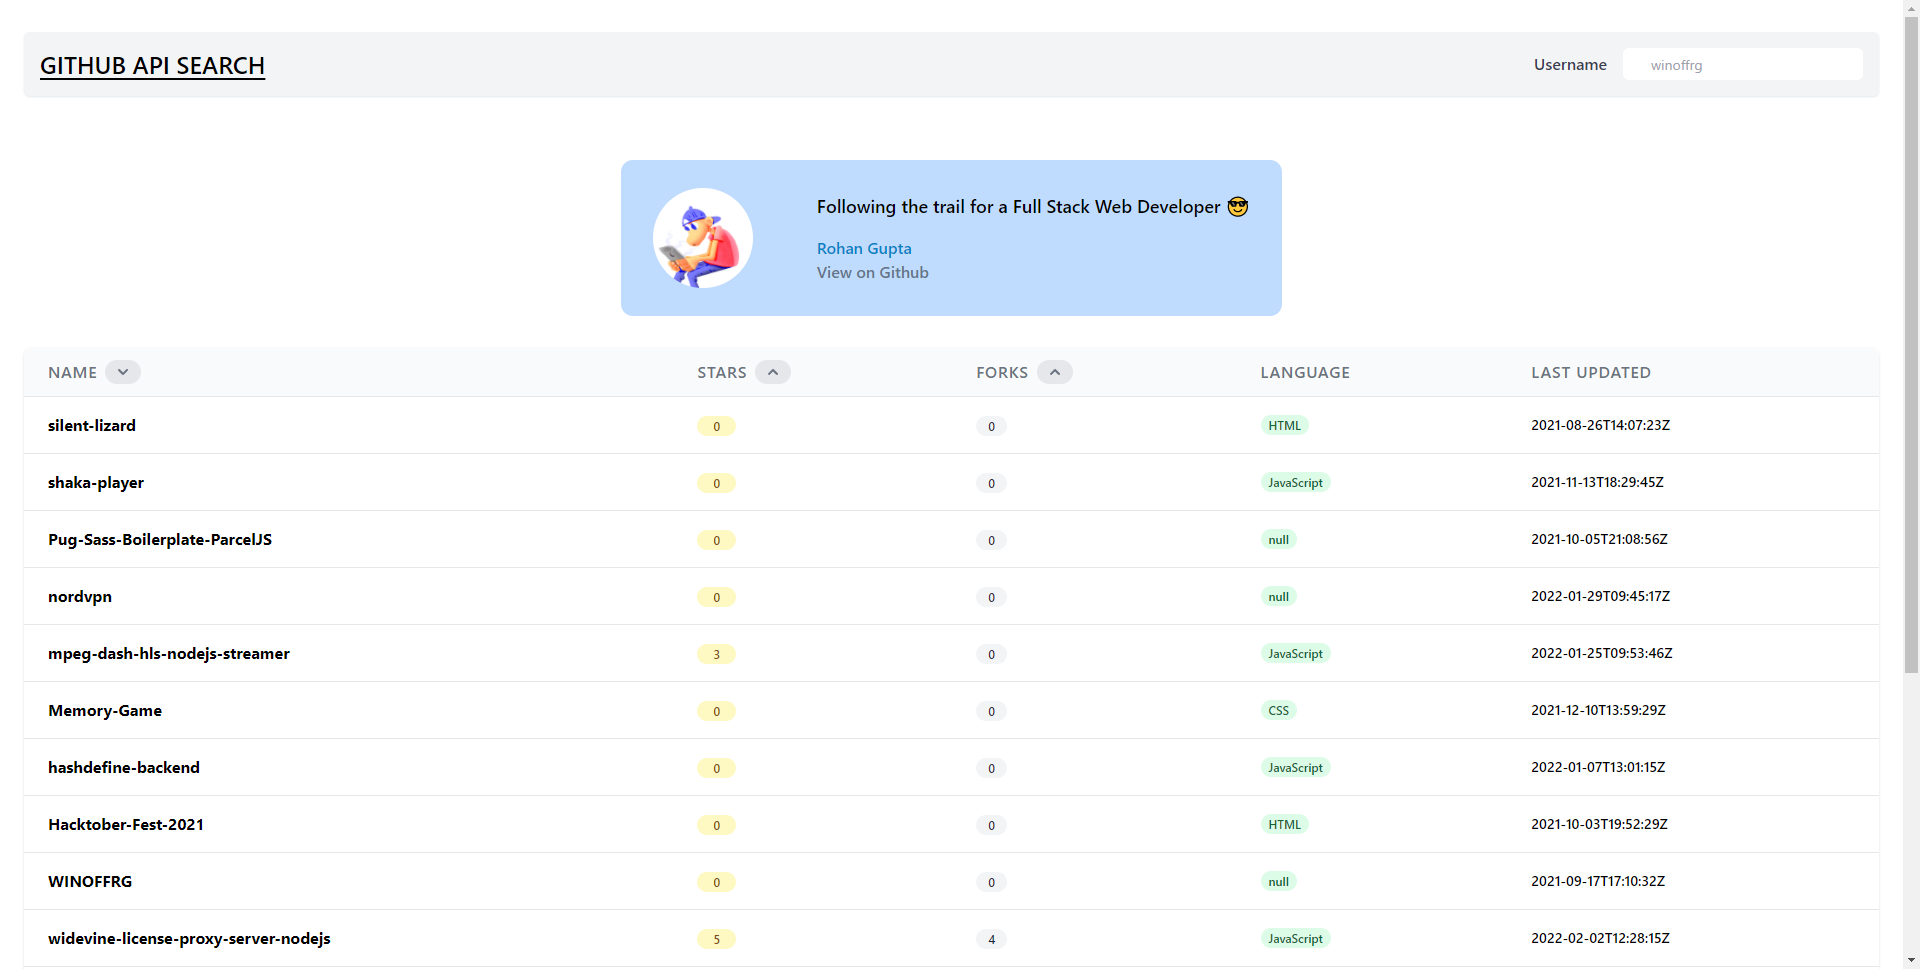 GITHUB API SEARCH
Username
winoffrg
Following the trail for a Full Stack Web Developer 😎
Rohan Gupta
View on Github
NAME STARS FORKS LANGUAGE LAST UPDATED
silent-lizard 0 0 HTML 2021-08-26T14:07:23Z
shaka-player 0 0 JavaScript 2021-11-13T18:29:45Z
Pug-Sass-Boilerplate-ParcelJS 0 0 null 2021-10-05T21:08:56Z
nordvpn 0 0 null 2022-01-29T09:45:17Z
mpeg-dash-hls-nodejs-streamer 3 0 JavaScript 2022-01-25T09:53:46Z
Memory-Game 0 0 CSS 2021-12-10T13:59:29Z
hashdefine-backend 0 0 JavaScript 2022-01-07T13:01:15Z
Hacktober-Fest-2021 0 0 HTML 2021-10-03T19:52:29Z
WINOFFRG 0 0 null 2021-09-17T17:10:32Z
widevine-license-proxy-server-nodejs 5 4 JavaScript 2022-02-02T12:28:15Z